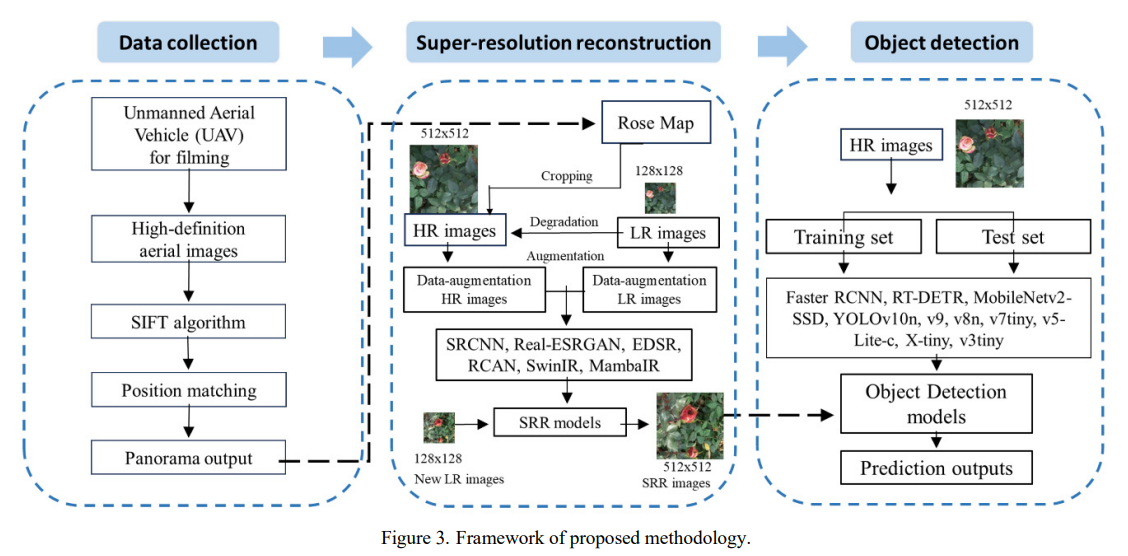 Data collection
Super-resolution reconstruction
Object detection
Unmanned Aerial
Vehicle (UAV)
for filming
High-definition
aerial images
SIFT algorithm
Position matching
Panorama output
512x512
Rose Map
Cropping
128x128
HR images
Degradation
LR images
Augmentation
Data-augmentation
HR images
Data-augmentation
LR images
SRCNN, Real-ESRGAN, EDSR,
RCAN, SwinIR, MambaIR
SRR models
128x128
New LR images
512x512
SRR images
512x512
HR images
Training set
Test set
Faster RCNN, RT-DETR, MobileNetv2-
SSD, YOLOv10n, v9, v8n, v7tiny, v5-
Lite-c, X-tiny, v3tiny
Object Detection
models
Prediction outputs
Figure 3. Framework of proposed methodology.